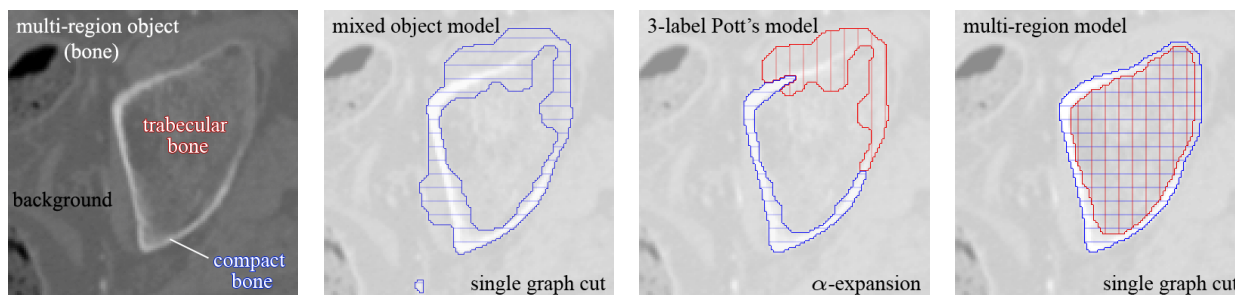 multi-region object
(bone)
trabecular
bone
background
compact
bone
mixed object model
single graph cut
3-label Pott's model
α-expansion
multi-region model
single graph cut